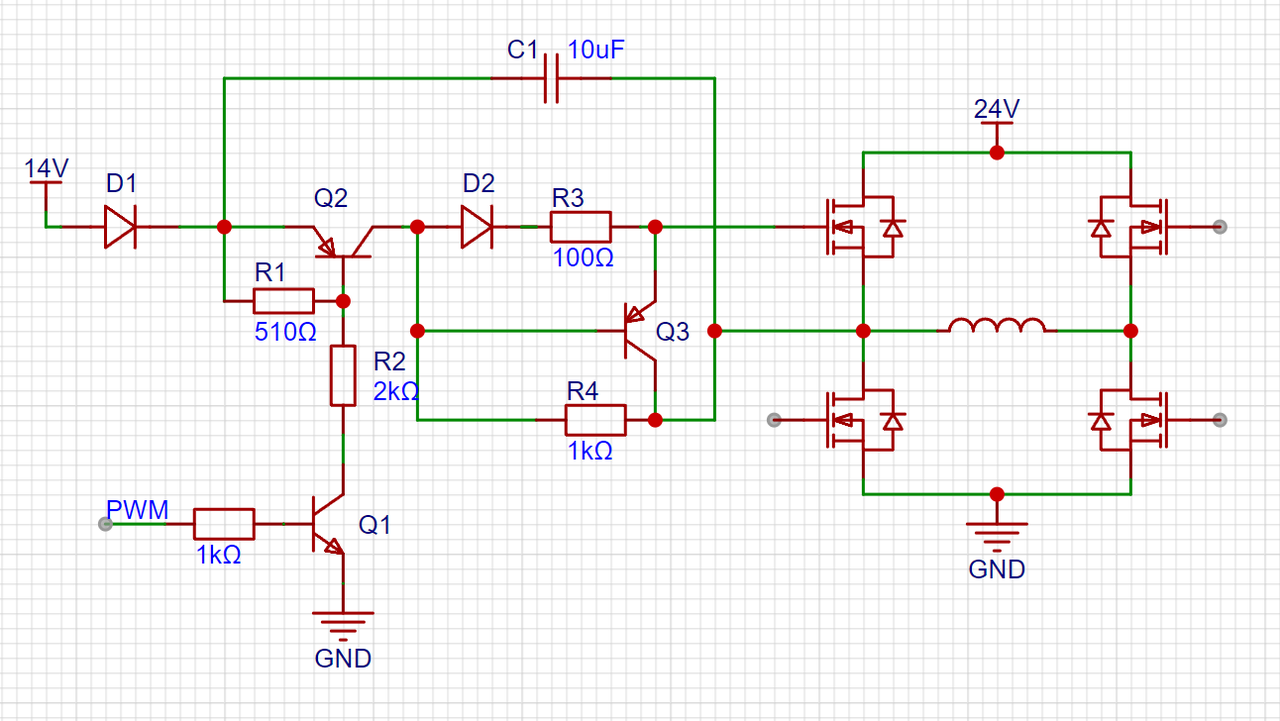 C1 10uF
24V
14V
D1
Q2
D2
R3
100Ω
R1
510Ω
Q3
R2
2kΩ
R4
1kΩ
PWM
1kΩ
Q1
GND
GND